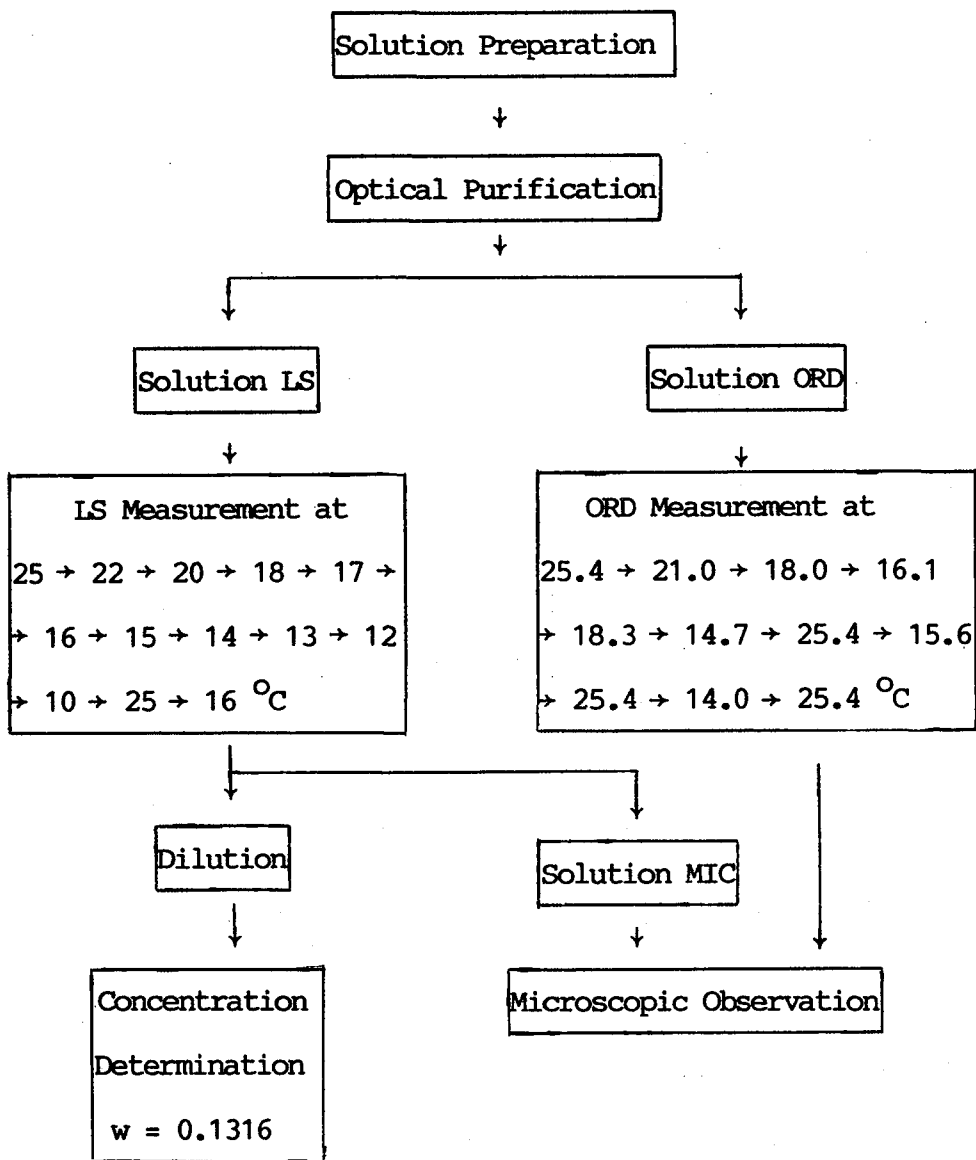 Solution Preparation
↓
Optical Purification
↓
Solution LS
Solution ORD
↓
↓
LS Measurement at
25 → 22 → 20 → 18 → 17 →
→ 16 → 15 → 14 → 13 → 12
→ 10 → 25 → 16 °C
ORD Measurement at
25.4 → 21.0 → 18.0 → 16.1
→ 18.3 → 14.7 → 25.4 → 15.6
→ 25.4 → 14.0 → 25.4 °C
Dilution
Solution MIC
↓
↓
Concentration
Determination
w = 0.1316
Microscopic Observation